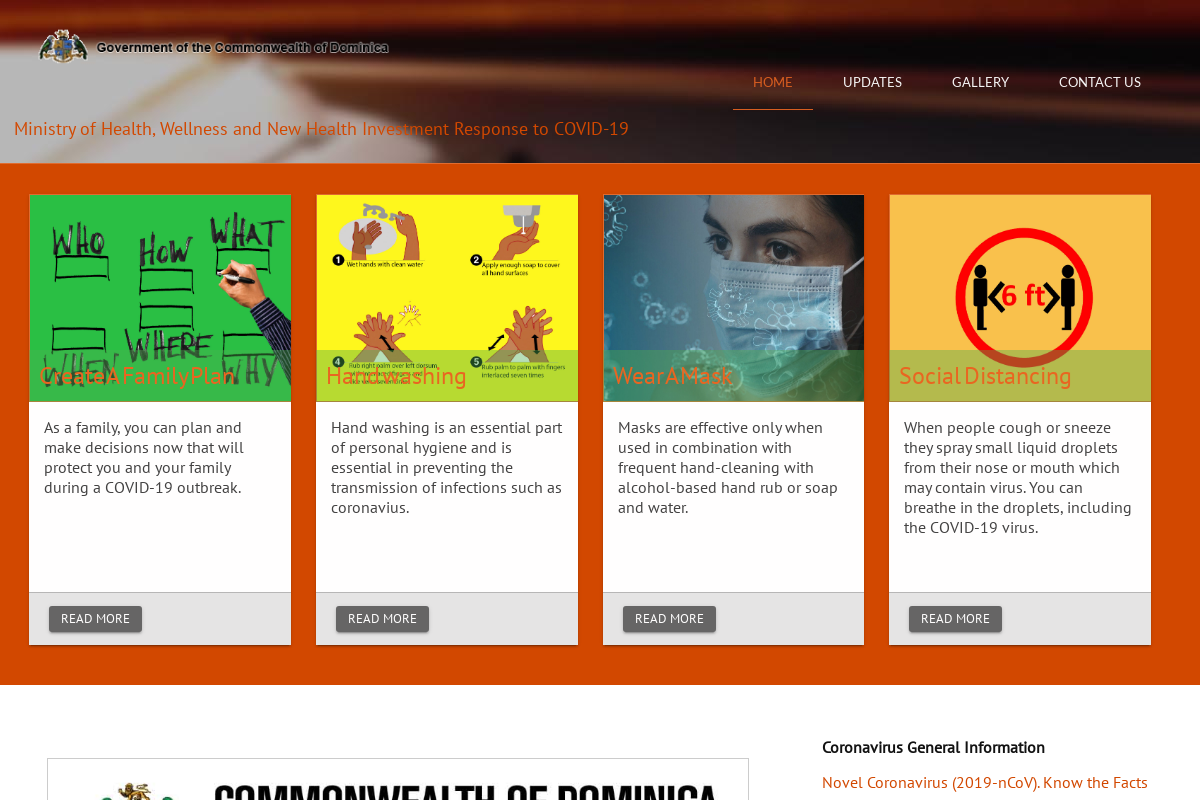 Government of the Commonwealth of Dominica
HOME
UPDATES
GALLERY
CONTACT US
Ministry of Health, Wellness and New Health Investment Response to COVID-19
WHO
HOW
WHAT
WHEN
WHERE
WHY
Create A Family Plan
As a family, you can plan and
make decisions now that will
protect you and your family
during a COVID-19 outbreak.
READ MORE
1 Wet hands with clean water
2 Apply enough soap to cover
all hand surfaces
4 Rub right palm over left dorsum,
5 Rub palm to palm with fingers
interlaced seven times
Hand washing
Hand washing is an essential part
of personal hygiene and is
essential in preventing the
transmission of infections such as
coronavius.
READ MORE
Wear A Mask
Masks are effective only when
used in combination with
frequent hand-cleaning with
alcohol-based hand rub or soap
and water.
READ MORE
6 ft
Social Distancing
When people cough or sneeze
they spray small liquid droplets
from their nose or mouth which
may contain virus. You can
breathe in the droplets, including
the COVID-19 virus.
READ MORE
COMMONWEALTH OF DOMINICA
Coronavirus General Information
Novel Coronavirus (2019-nCoV). Know the Facts